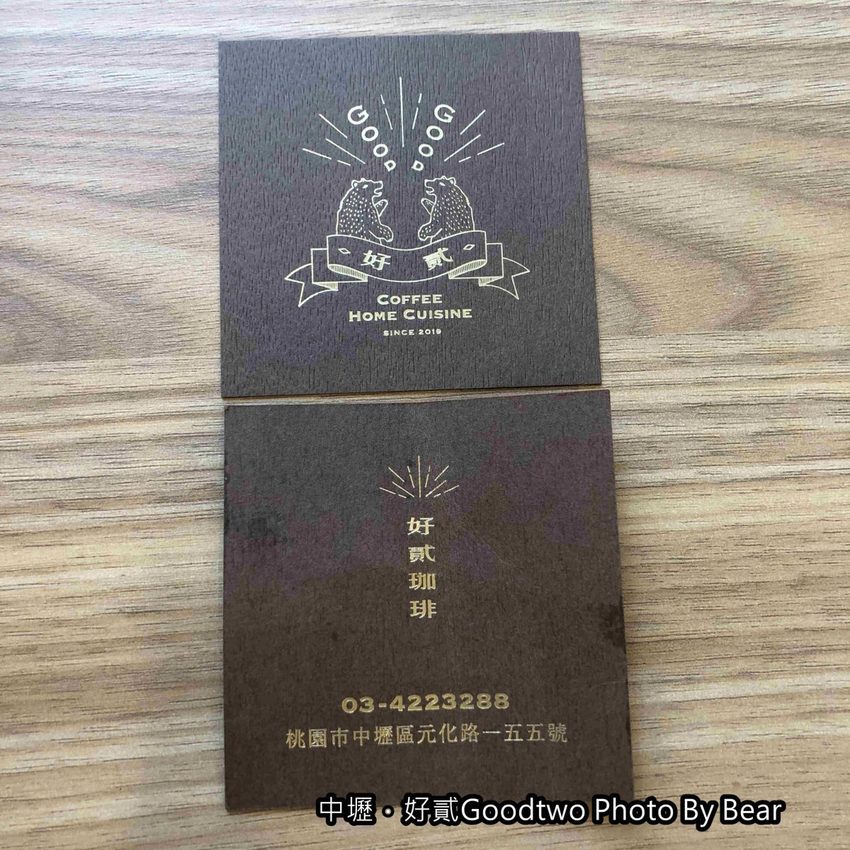 GOOD GOOD
好貳
COFFEE
HOME CUISINE
SINCE 2019
好貳珈琲
03-4223288
桃園市中壢區元化路一五五號
中壢・好貳Goodtwo Photo By Bear